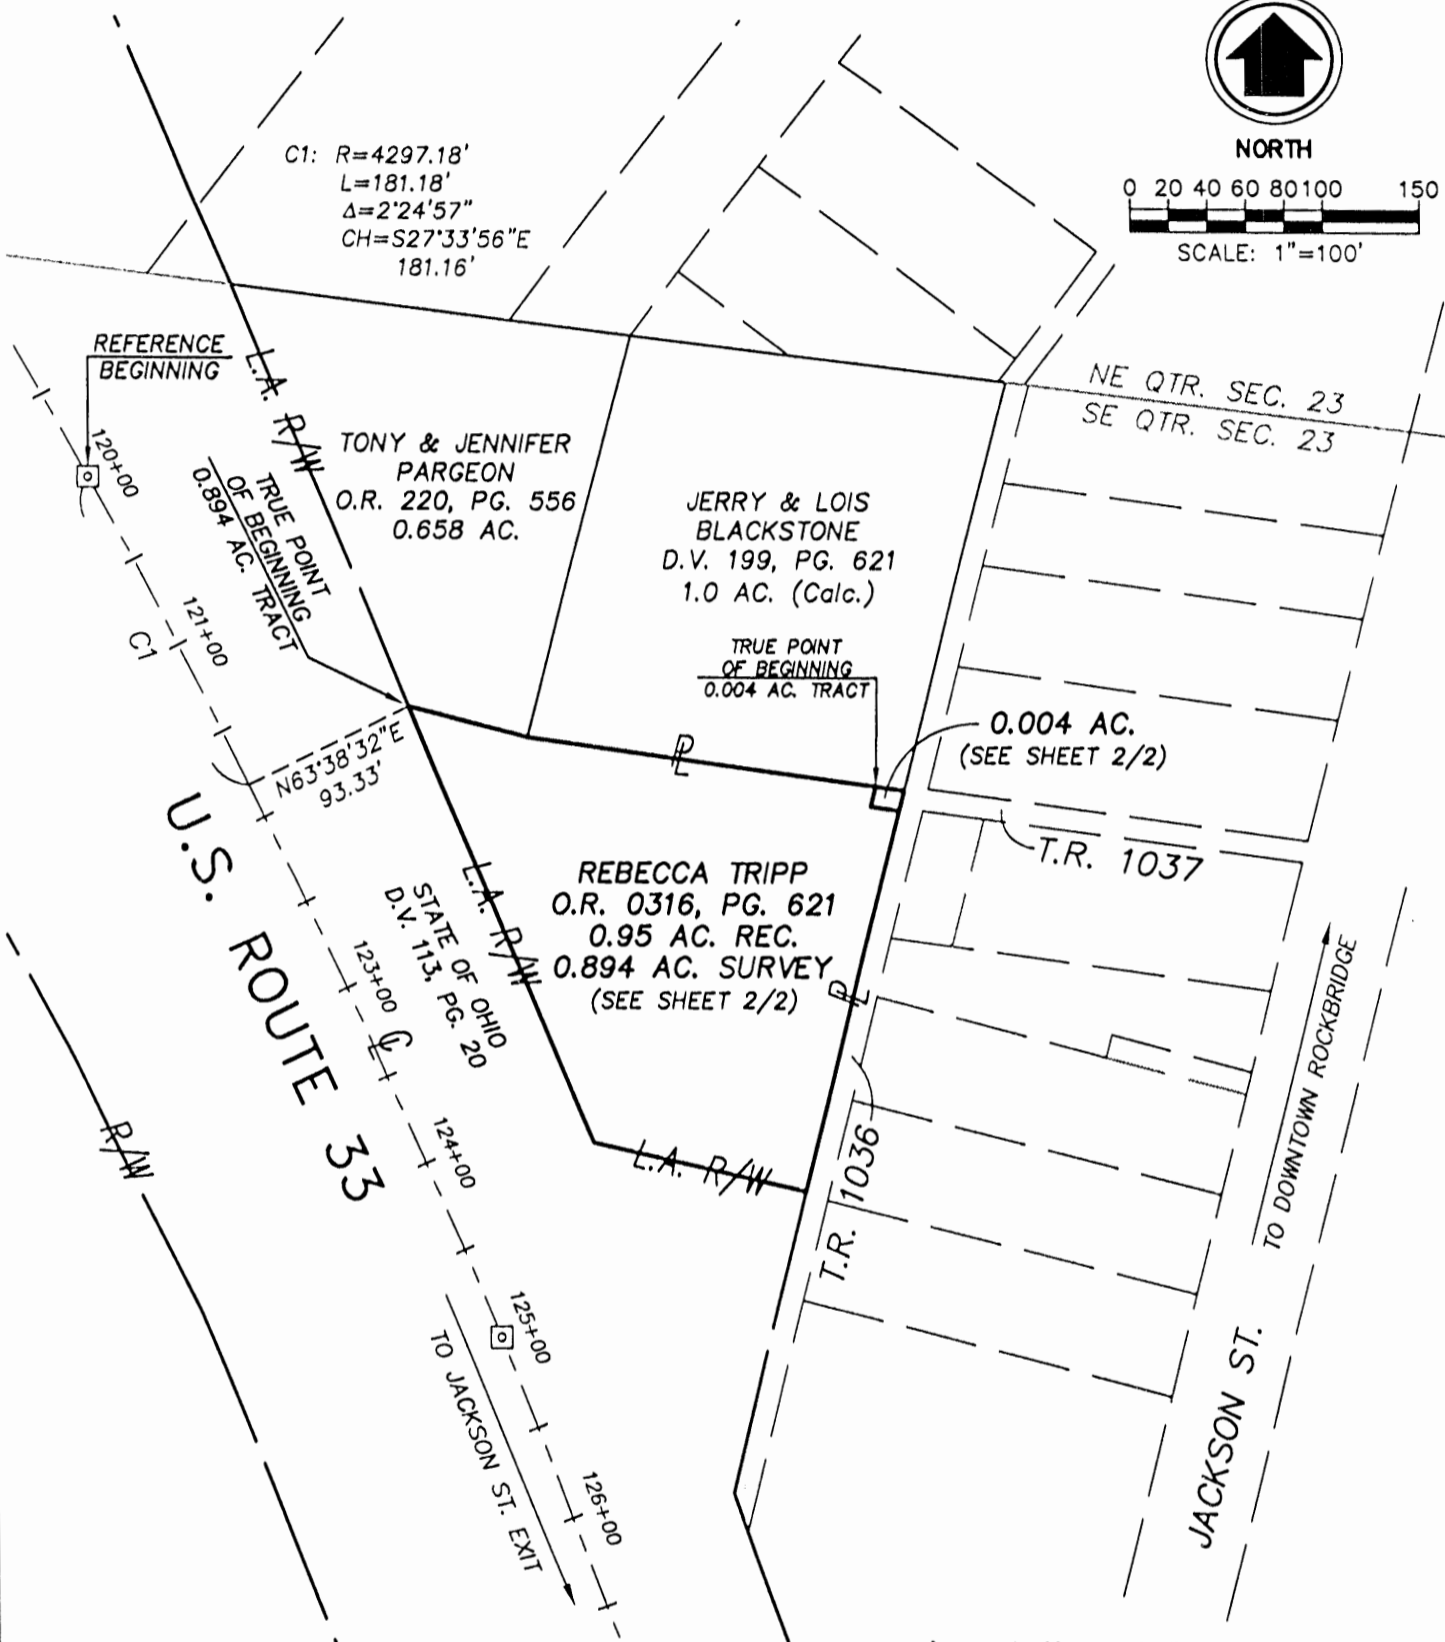 NORTH
0 20 40 60 80 100 150
SCALE: 1"=100'
C1: R=4297.18'
L=181.18'
Δ=2°24'57"
CH=S27°33'56"E
181.16'
REFERENCE
BEGINNING
L.A. R/W
NE QTR. SEC. 23
SE QTR. SEC. 23
TONY & JENNIFER
PARGEON
O.R. 220, PG. 556
0.658 AC.
JERRY & LOIS
BLACKSTONE
D.V. 199, PG. 621
1.0 AC. (Calc.)
120+00
TRUE POINT
OF BEGINNING
0.894 AC. TRACT
121+00
C1
TRUE POINT
OF BEGINNING
0.004 AC. TRACT
0.004 AC.
(SEE SHEET 2/2)
N63°38'32"E
93.33'
PL
T.R. 1037
U.S. ROUTE 33
L.A. R/W
REBECCA TRIPP
O.R. 0316, PG. 621
0.95 AC. REC.
0.894 AC. SURVEY
(SEE SHEET 2/2)
STATE OF OHIO
D.V. 113, PG. 20
PL
123+00
CL
R/W
124+00
L.A. R/W
T.R. 1036
TO DOWNTOWN ROCKBRIDGE
125+00
TO JACKSON ST. EXIT
JACKSON ST.
126+00